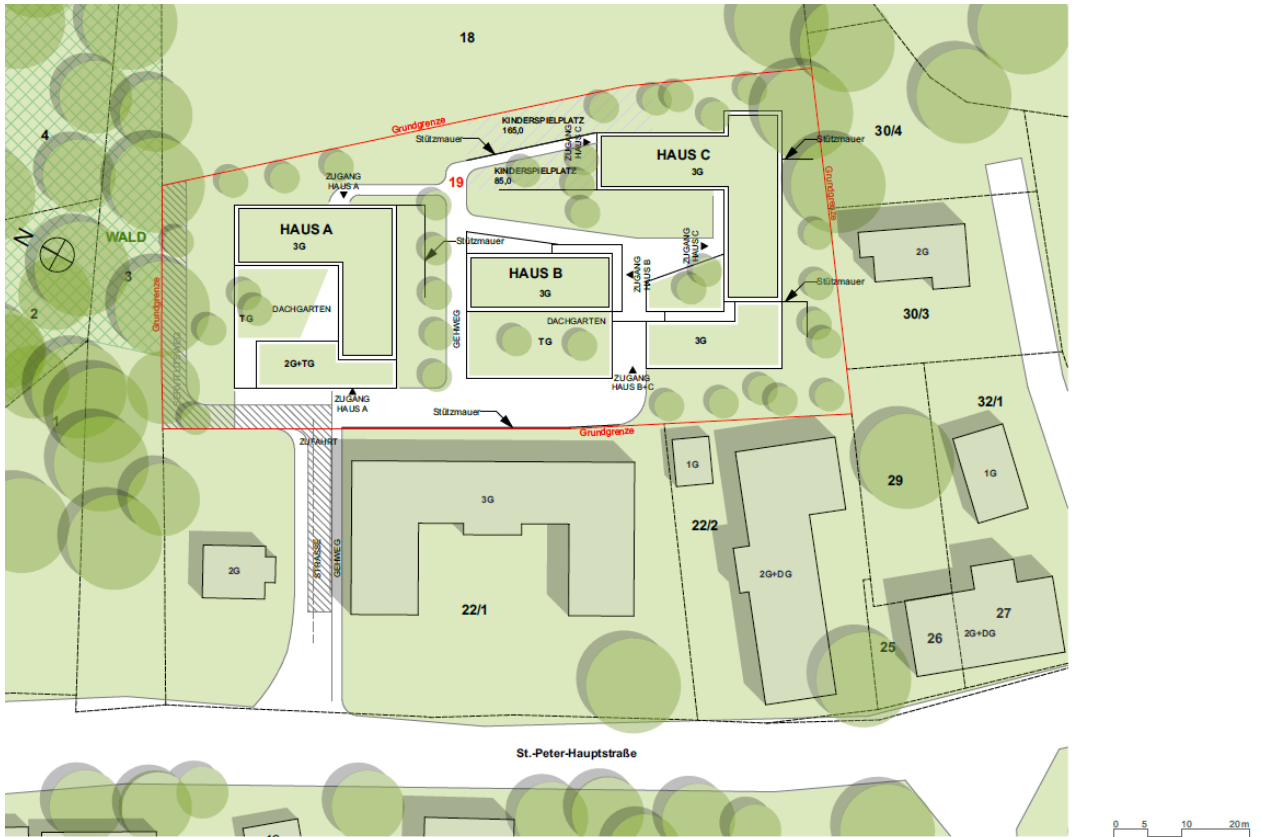 18
4
Grundgrenze
KINDERSPIELPLATZ
165,0
Stützmauer
ZUGANG
HAUS C
HAUS C
3G
Stützmauer
30/4
KINDERSPIELPLATZ
85,0
19
ZUGANG
HAUS A
Grundgrenze
HAUS A
3G
WALD
N
3
2
1
Stützmauer
HAUS B
3G
ZUGANG
HAUS B
ZUGANG
HAUS C
Stützmauer
2G
30/3
Grundgrenze
SERVITUTSWEG
TG
DACHGARTEN
GEHWEG
DACHGARTEN
TG
3G
2G+TG
ZUGANG
HAUS A
ZUGANG
HAUS B+C
Stützmauer
Grundgrenze
ZUFAHRT
32/1
1G
1G
29
3G
22/2
STRASSE
GEHWEG
2G
2G+DG
22/1
27
26
2G+DG
25
St.-Peter-Hauptstraße
0 5 10 20m